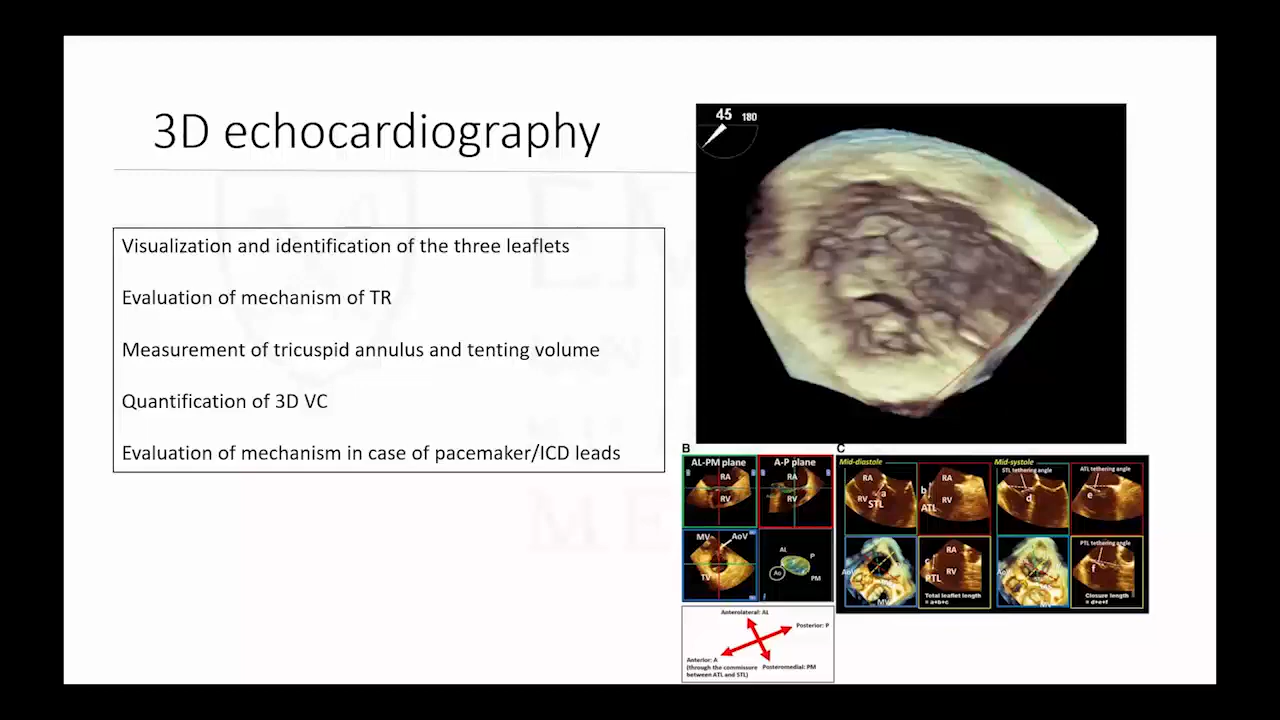 3D echocardiography
Visualization and identification of the three leaflets
Evaluation of mechanism of TR
Measurement of tricuspid annulus and tenting volume
Quantification of 3D VC
Evaluation of mechanism in case of pacemaker/ICD leads
45 180
B
AL-PM plane
RA
RV
A-P plane
RA
RV
MV
AoV
TV
AL
P
Ao
PM
Anterolateral: AL
Posterior: P
Anterior: A
(through the commissure
between ATL and STL)
Posteromedial: PM
C
Mid-diastole
RA
RV
a
STL
b
RA
RV
ATL
AoV
MV
c
RA
RV
PTL
Total leaflet length
= a+b+c
Mid-systole
STL tethering angle
d
ATL tethering angle
e
PTL tethering angle
f
Closure length
= d+e+f